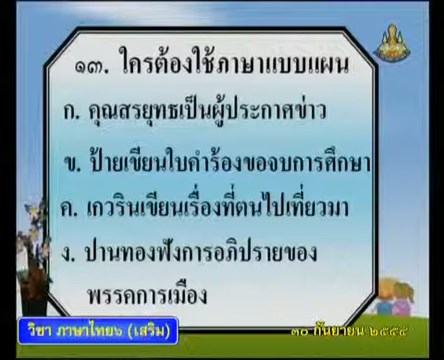 ๑๓. ใครต้องใช้ภาษาแบบแผน
ก. คุณสรยุทธเป็นผู้ประกาศข่าว
ข. ป้ายเขียนใบคำร้องขอจบการศึกษา
ค. เกวรินเขียนเรื่องที่ตนไปเที่ยวมา
ง. ปานทองฟังการอภิปรายของ
พรรคการเมือง
วิชา ภาษาไทย๖ (เสริม)
๓๐ กันยายน ๒๕๕๔